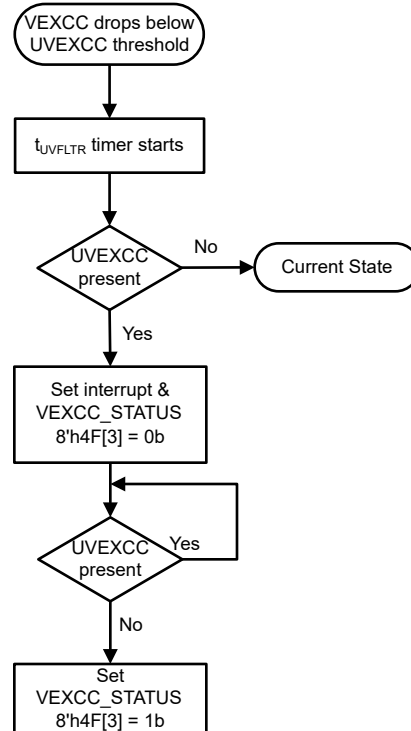 VEXCC drops below
UVEXCC threshold
tUVFLTR timer starts
UVEXCC
present
No
Current State
Yes
Set interrupt &
VEXCC_STATUS
8'h4F[3] = 0b
UVEXCC
present
Yes
No
Set
VEXCC_STATUS
8'h4F[3] = 1b